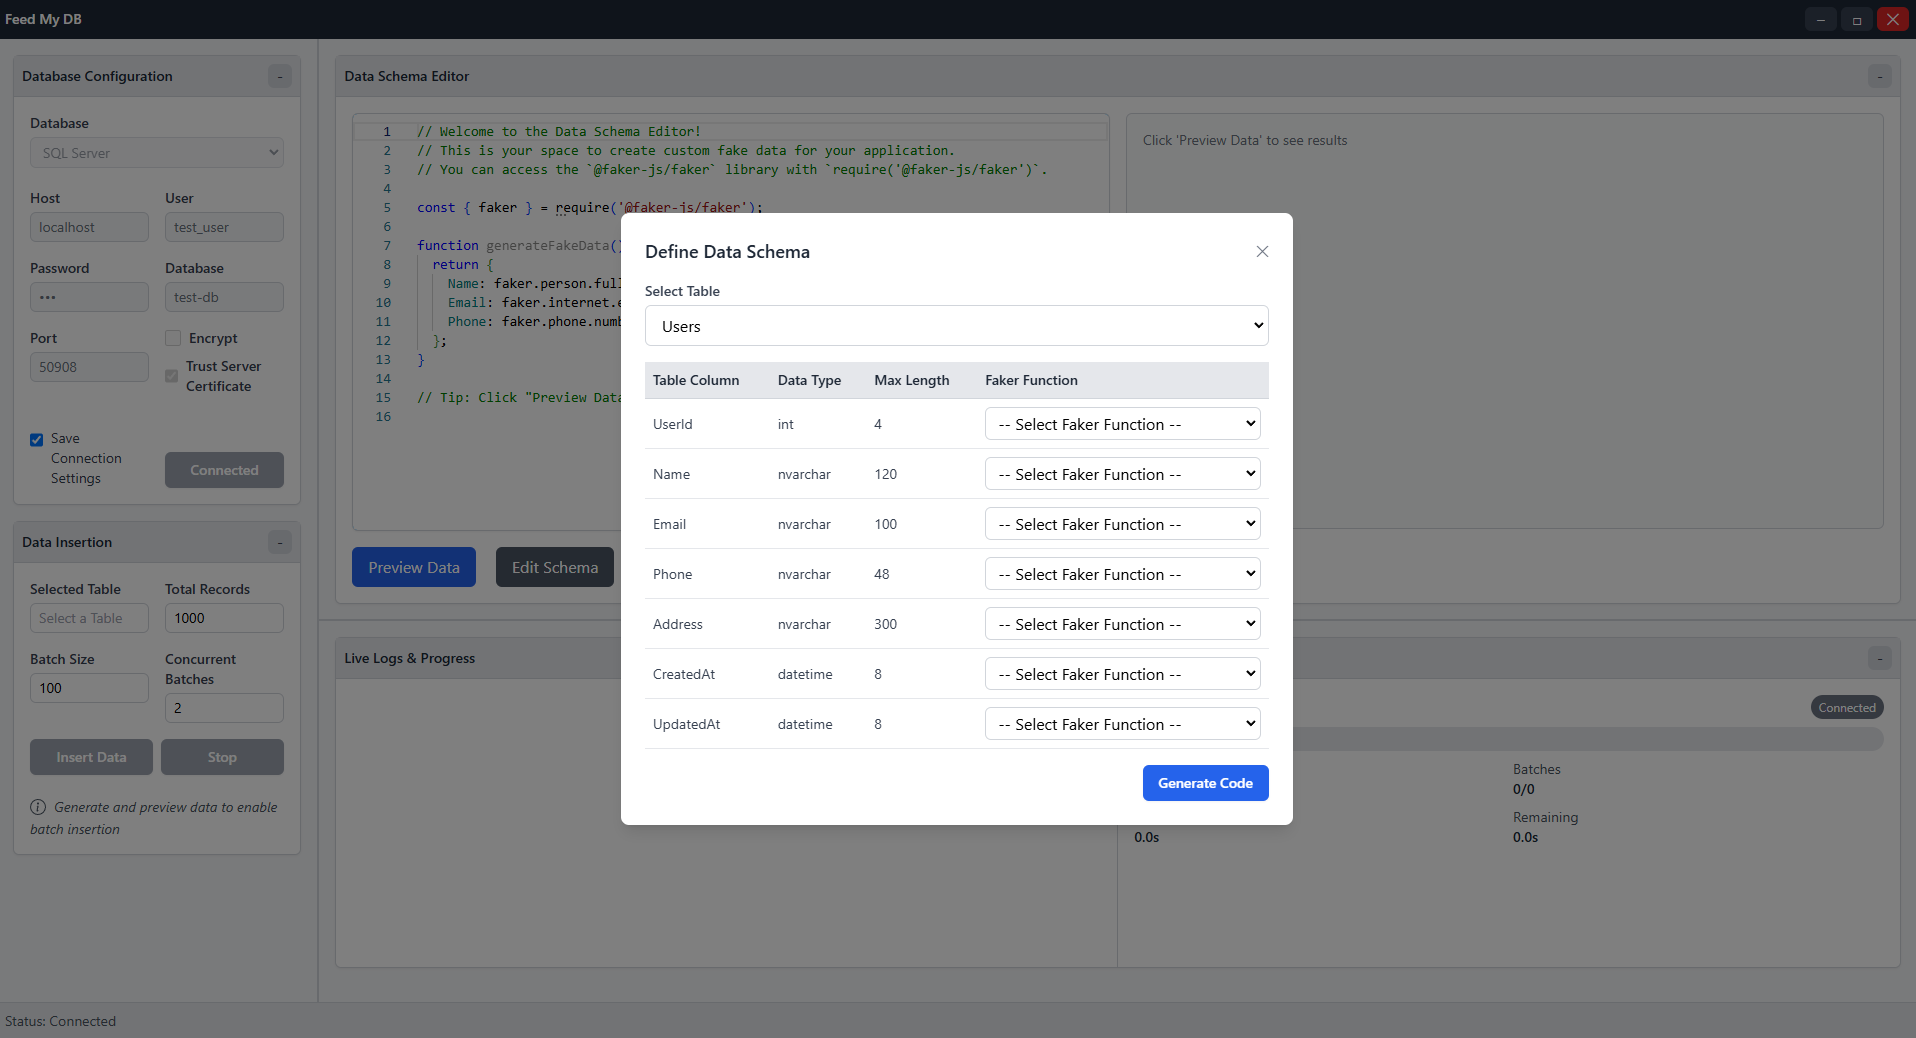 Feed My DB
Database Configuration
-
Database
SQL Server
Host
User
localhost
test_user
Password
Database
•••
test-db
Port
Encrypt
50908
Trust Server
Certificate
Save
Connection
Settings
Connected
Data Insertion
-
Selected Table
Total Records
Select a Table
1000
Batch Size
Concurrent
Batches
100
2
Insert Data
Stop
Generate and preview data to enable
batch insertion
Data Schema Editor
-
1 // Welcome to the Data Schema Editor!
2 // This is your space to create custom fake data for your application.
3 // You can access the `@faker-js/faker` library with `require('@faker-js/faker')`.
4
5 const { faker } = require('@faker-js/faker');
6
7 function generateFakeData()
8 return {
9 Name: faker.person.full
10 Email: faker.internet.e
11 Phone: faker.phone.numb
12 };
13 }
14
15 // Tip: Click "Preview Data
16
Click 'Preview Data' to see results
Preview Data
Edit Schema
Define Data Schema
Select Table
Users
Table Column Data Type Max Length Faker Function
UserId int 4 -- Select Faker Function --
Name nvarchar 120 -- Select Faker Function --
Email nvarchar 100 -- Select Faker Function --
Phone nvarchar 48 -- Select Faker Function --
Address nvarchar 300 -- Select Faker Function --
CreatedAt datetime 8 -- Select Faker Function --
UpdatedAt datetime 8 -- Select Faker Function --
Generate Code
Live Logs & Progress
-
Connected
Batches
0/0
Remaining
0.0s
0.0s
Status: Connected